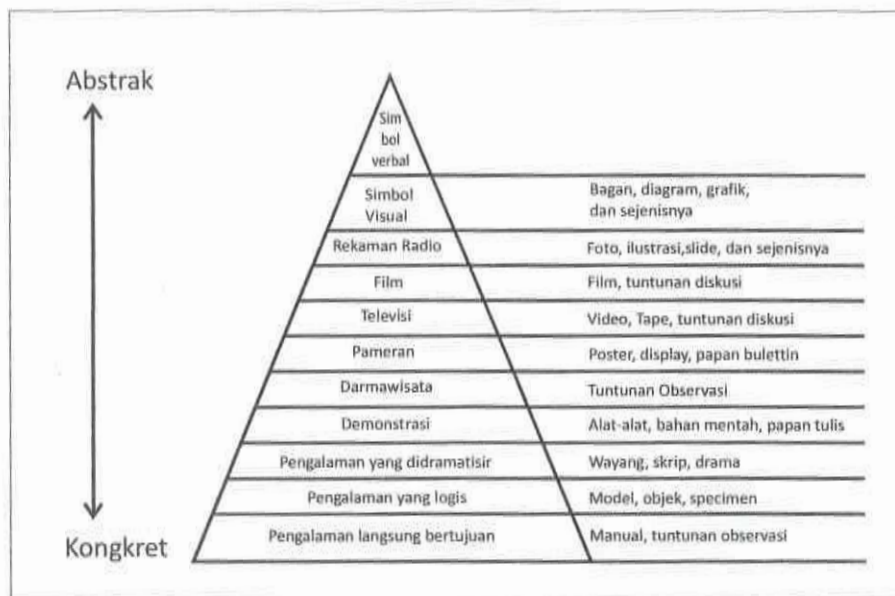 Abstrak
Sim
bol
verbal
Simbol
Visual
Bagan, diagram, grafik,
dan sejenisnya
Rekaman Radio
Foto, ilustrasi,slide, dan sejenisnya
Film
Film, tuntunan diskusi
Televisi
Video, Tape, tuntunan diskusi
Pameran
Poster, display, papan bulettin
Darmawisata
Tuntunan Observasi
Demonstrasi
Alat-alat, bahan mentah, papan tulis
Pengalaman yang didramatisir
Wayang, skrip, drama
Pengalaman yang logis
Model, objek, specimen
Pengalaman langsung bertujuan
Manual, tuntunan observasi
Kongkret